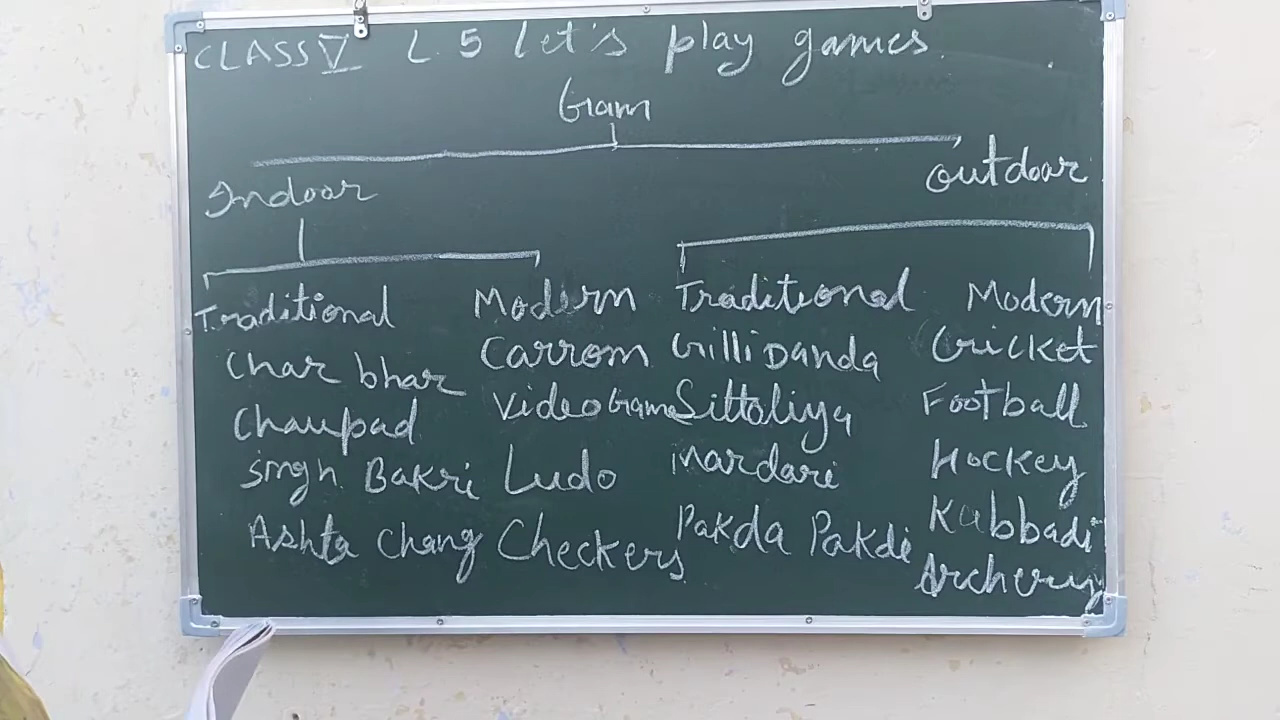 CLASS V L.5 Let's play games.
Gram
Indoor
outdoor
Traditional Modern Traditional Modern
Char bhar Carrom Gilli Danda Cricket
Chaupad Video Game Sittoliya Football
Singh Bakri Ludo Mardari Hockey
Ashta Chang Checkers Pakda Pakdi Kabbadi
Archery